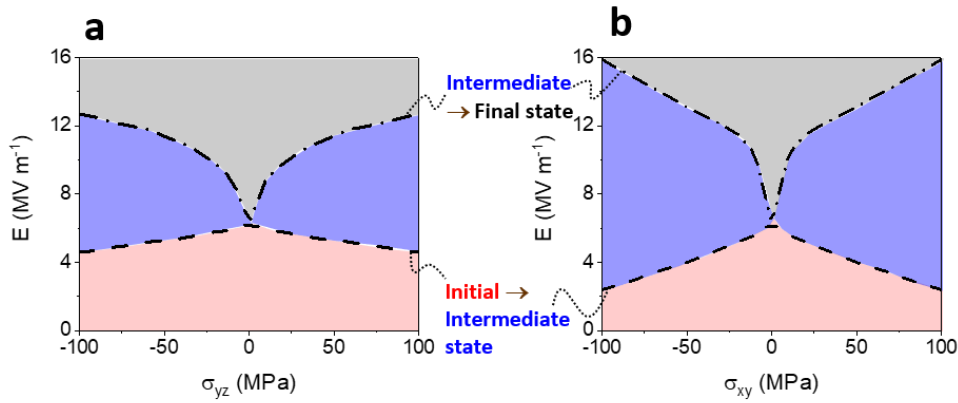 a
b
16
12
8
4
0
E (MV m⁻¹)
-100 -50 0 50 100
σyz (MPa)
Intermediate
→ Final state
Initial →
Intermediate
state
16
12
8
4
0
E (MV m⁻¹)
-100 -50 0 50 100
σxy (MPa)